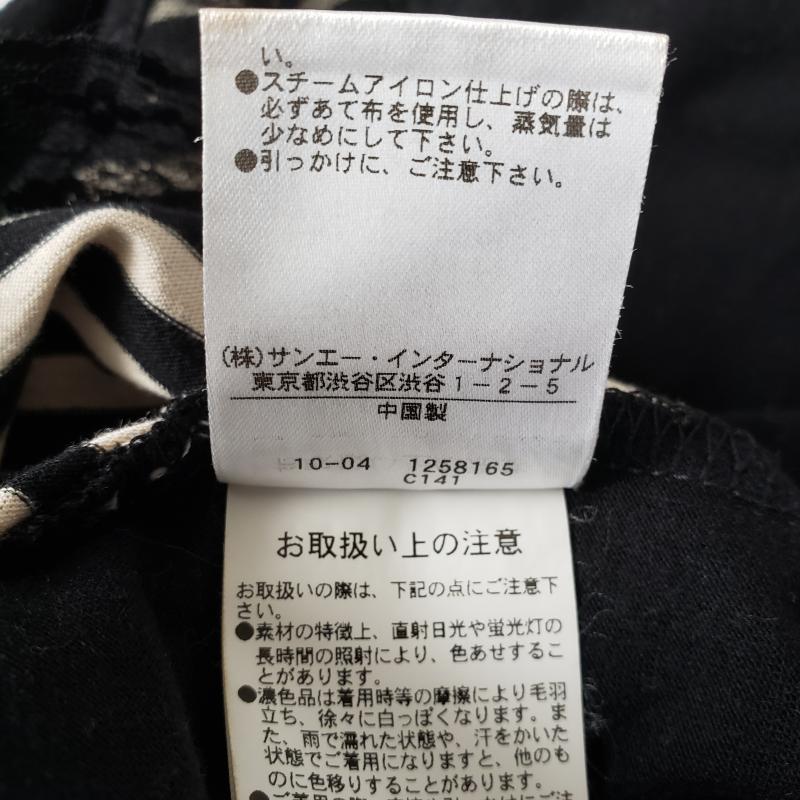 い。
●スチームアイロン仕上げの際は、
必ずあて布を使用し、蒸気量は
少なめにして下さい。
●引っかけに、ご注意下さい。
(株)サンエー・インターナショナル
東京都渋谷区渋谷1-2-5
中国製
10-04 1258165
C141
お取扱い上の注意
お取扱いの際は、下記の点にご注意下
さい。
●素材の特徴上、直射日光や蛍光灯の
長時間の照射により、色あせするこ
とがあります。
●濃色品は着用時等の摩擦により毛羽
立ち、徐々に白っぽくなります。ま
た、雨で濡れた状態や、汗をかいた
状態でご着用になりますと、他のも
のに色移りすることがあります。